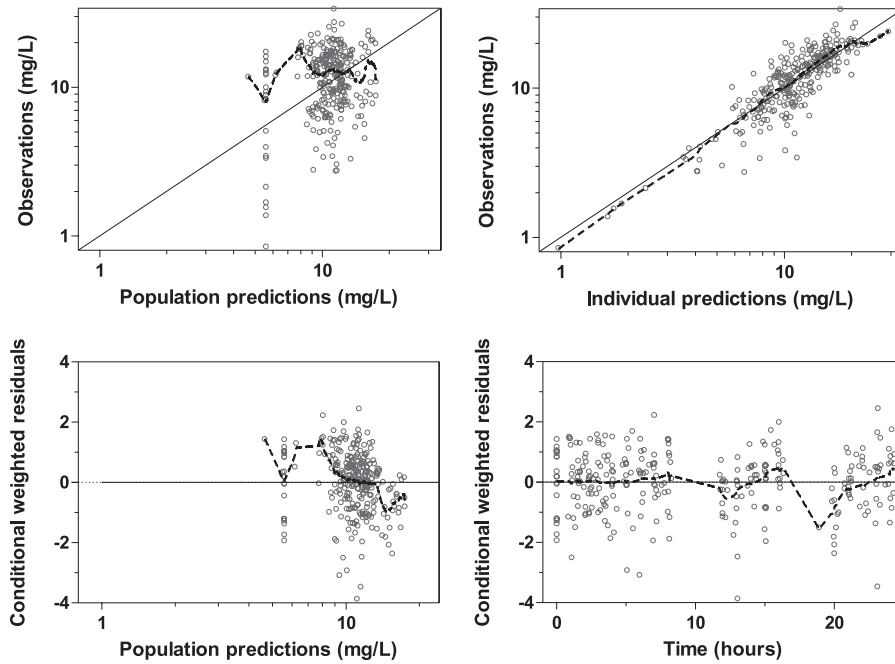 Observations (mg/L)
10
1
1
10
Population predictions (mg/L)
Observations (mg/L)
10
1
1
10
Individual predictions (mg/L)
Conditional weighted residuals
4
2
0
-2
-4
1
10
Population predictions (mg/L)
Conditional weighted residuals
4
2
0
-2
-4
0
10
20
Time (hours)